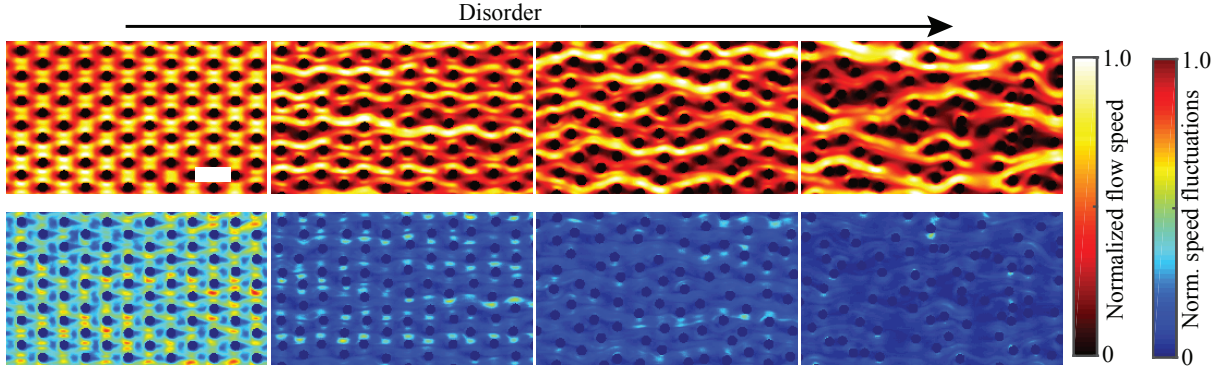 Disorder
1.0
Normalized flow speed
0
1.0
Norm. speed fluctuations
0